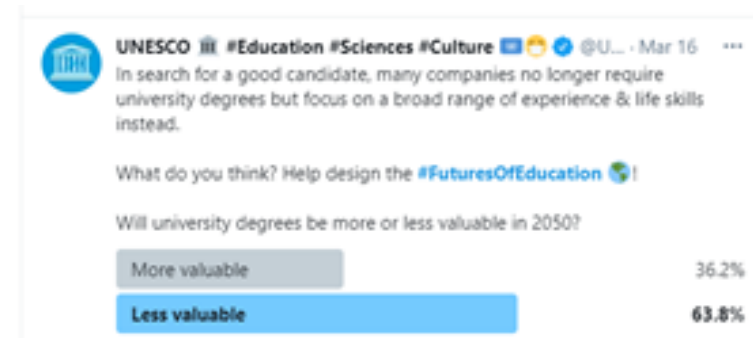 UNESCO 🏛 #Education #Sciences #Culture @U... · Mar 16 ···
In search for a good candidate, many companies no longer require
university degrees but focus on a broad range of experience & life skills
instead.
What do you think? Help design the #FuturesOfEducation 🌎!
Will university degrees be more or less valuable in 2050?
More valuable 36.2%
Less valuable 63.8%